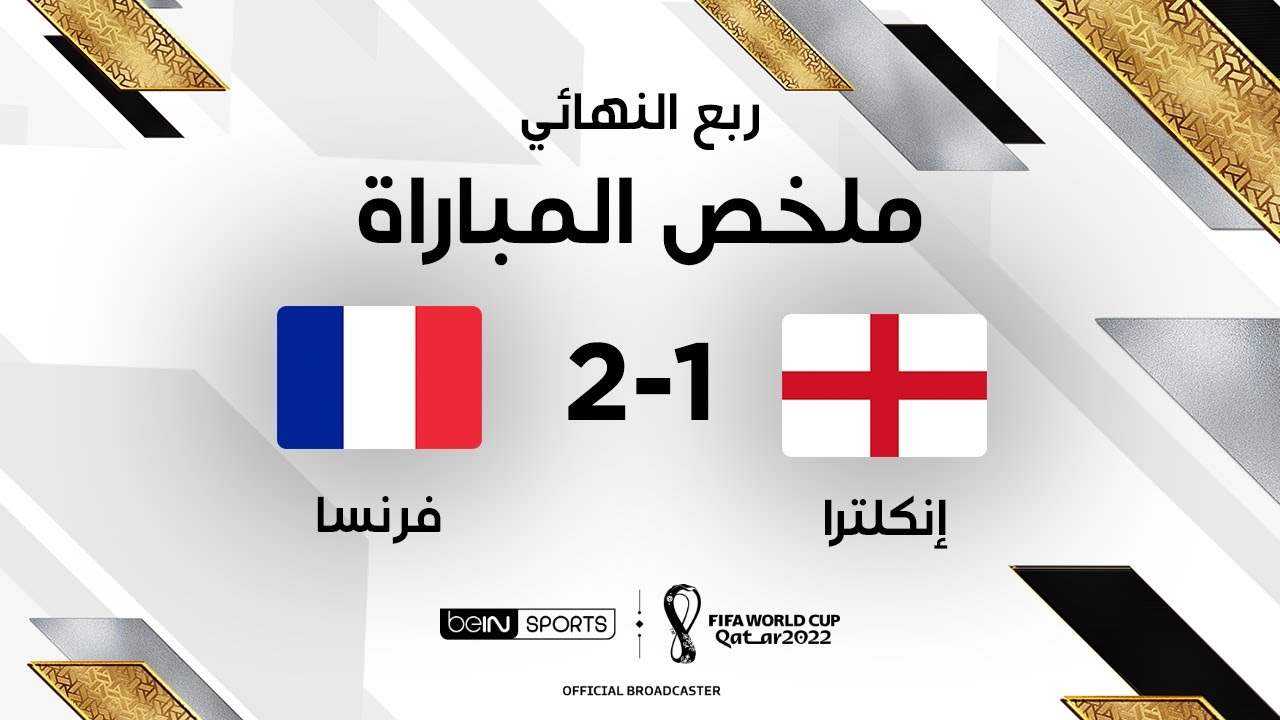 ربع النهائي
ملخص المباراة
2-1
إنكلترا
فرنسا
beIN SPORTS
FIFA WORLD CUP
Qatar2022
OFFICIAL BROADCASTER